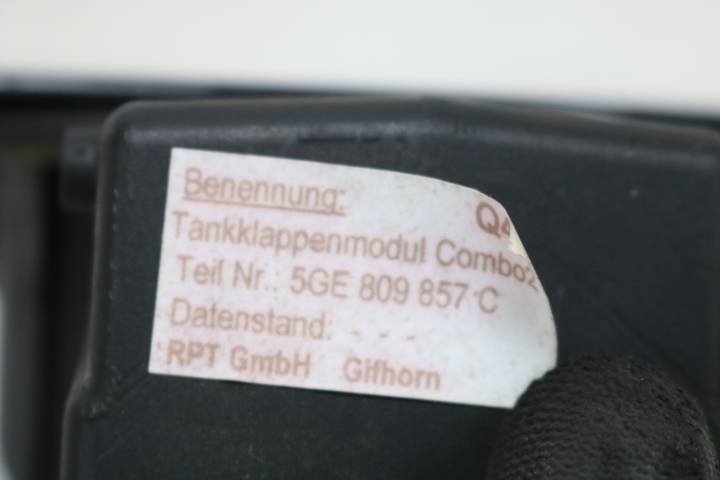 Benennung: Q4
Tankklappenmodul Combo2
Teil Nr.: 5GE 809 857 C
Datenstand: - - -
RPT GmbH Gifhorn